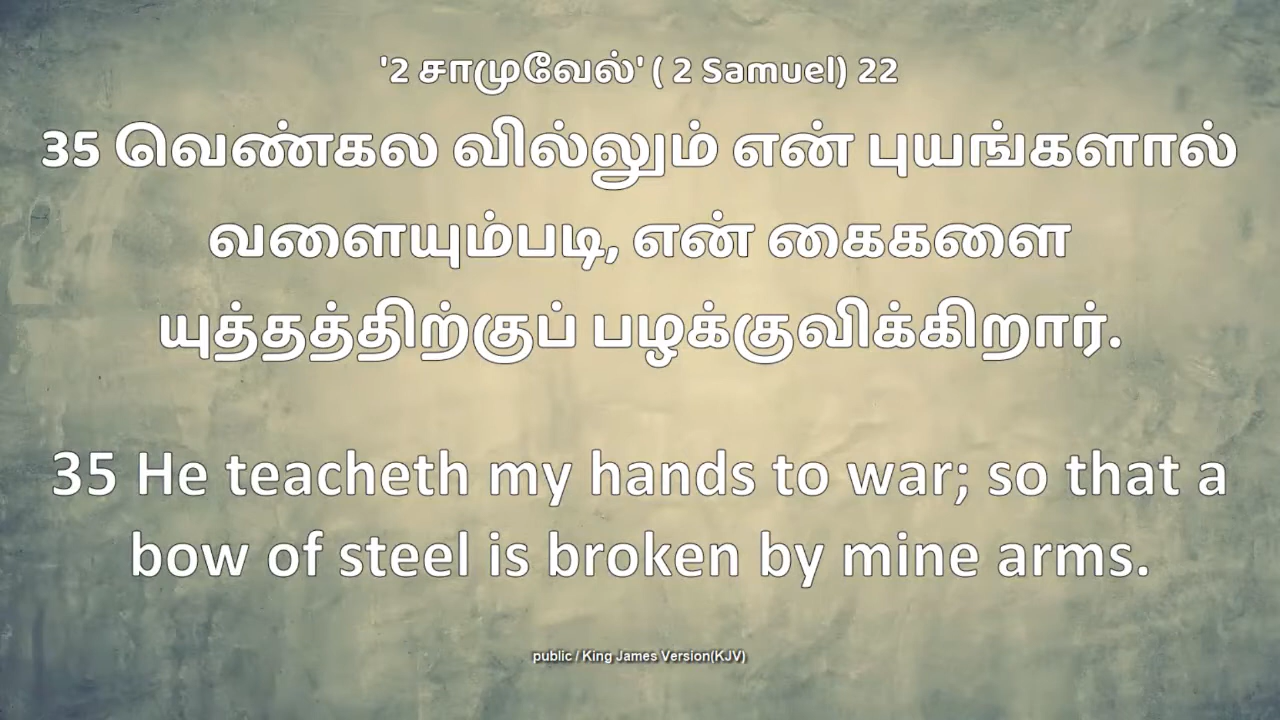 '2 சாமுவேல்' ( 2 Samuel) 22
35 வெண்கல வில்லும் என் புயங்களால்
வளையும்படி, என் கைகளை
யுத்தத்திற்குப் பழக்குவிக்கிறார்.
35 He teacheth my hands to war; so that a
bow of steel is broken by mine arms.
public / King James Version(KJV)